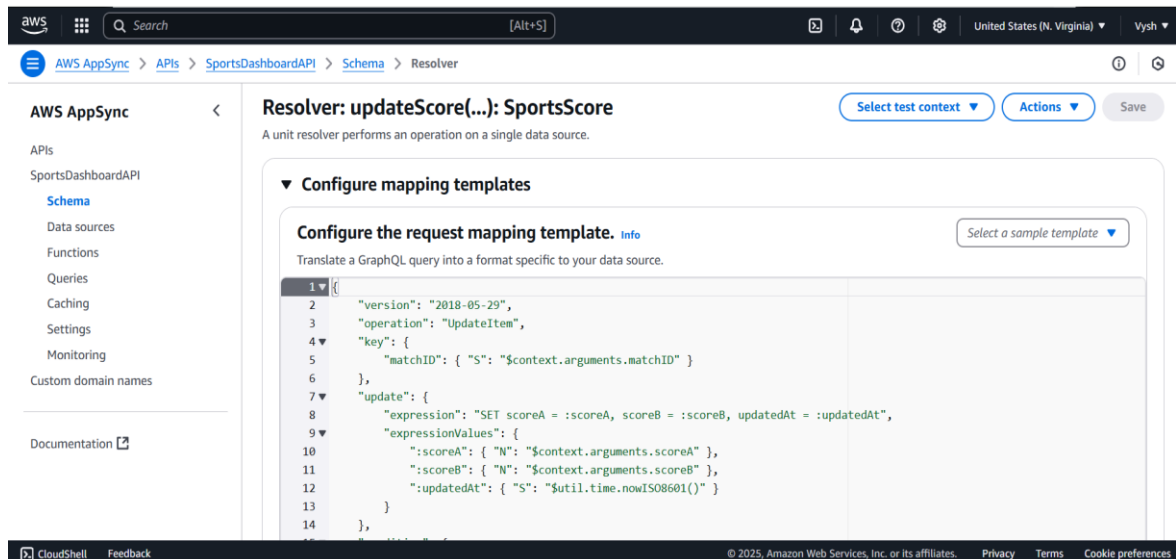 aws
Search [Alt+S]
United States (N. Virginia) ▼ Vysh ▼
AWS AppSync > APIs > SportsDashboardAPI > Schema > Resolver
AWS AppSync
APIs
SportsDashboardAPI
Schema
Data sources
Functions
Queries
Caching
Settings
Monitoring
Custom domain names
Documentation
Resolver: updateScore(...): SportsScore
Select test context ▼ Actions ▼ Save
A unit resolver performs an operation on a single data source.
▼ Configure mapping templates
Configure the request mapping template. Info
Select a sample template ▼
Translate a GraphQL query into a format specific to your data source.
1 ▼ {
2 "version": "2018-05-29",
3 "operation": "UpdateItem",
4 ▼ "key": {
5 "matchID": { "S": "$context.arguments.matchID" }
6 },
7 ▼ "update": {
8 "expression": "SET scoreA = :scoreA, scoreB = :scoreB, updatedAt = :updatedAt",
9 ▼ "expressionValues": {
10 ":scoreA": { "N": "$context.arguments.scoreA" },
11 ":scoreB": { "N": "$context.arguments.scoreB" },
12 ":updatedAt": { "S": "$util.time.nowISO8601()" }
13 }
14 },
CloudShell Feedback © 2025, Amazon Web Services, Inc. or its affiliates. Privacy Terms Cookie preferences